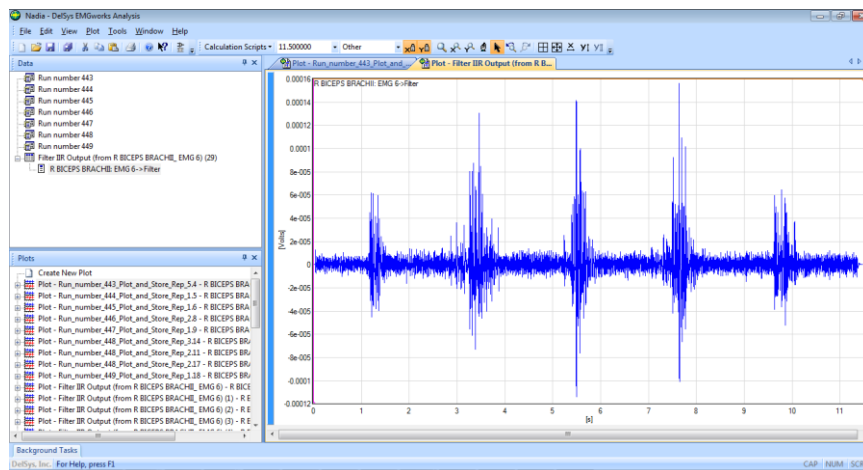 Nadia - DelSys EMGworks Analysis
File Edit View Plot Tools Window Help
Calculation Scripts 11.500000 Other
Data
Plot - Run_number_443_Plot_and_...
Plot - Filter IIR Output (from R B...
Run number 443
Run number 444
Run number 445
Run number 446
Run number 447
Run number 448
Run number 449
Filter IIR Output (from R BICEPS BRACHII_ EMG 6) (29)
R BICEPS BRACHII: EMG 6->Filter
Plots
Create New Plot
Plot - Run_number_443_Plot_and_Store_Rep_5.4 - R BICEPS BRA
Plot - Run_number_444_Plot_and_Store_Rep_1.5 - R BICEPS BRA
Plot - Run_number_445_Plot_and_Store_Rep_1.6 - R BICEPS BRA
Plot - Run_number_446_Plot_and_Store_Rep_2.8 - R BICEPS BRA
Plot - Run_number_447_Plot_and_Store_Rep_1.9 - R BICEPS BRA
Plot - Run_number_448_Plot_and_Store_Rep_3.14 - R BICEPS BR
Plot - Run_number_448_Plot_and_Store_Rep_2.11 - R BICEPS BR
Plot - Run_number_448_Plot_and_Store_Rep_2.17 - R BICEPS BR
Plot - Run_number_449_Plot_and_Store_Rep_1.18 - R BICEPS BR
Plot - Filter IIR Output (from R BICEPS BRACHII_ EMG 6) - R BICE
Plot - Filter IIR Output (from R BICEPS BRACHII_ EMG 6) (1) - R E
Plot - Filter IIR Output (from R BICEPS BRACHII_ EMG 6) (2) - R E
Plot - Filter IIR Output (from R BICEPS BRACHII_ EMG 6) (3) - R E
R BICEPS BRACHII: EMG 6->Filter
0.00016
0.00014
0.00012
0.0001
8e-005
6e-005
4e-005
2e-005
0
-2e-005
-4e-005
-6e-005
-8e-005
-0.0001
-0.00012
[Volts]
0 1 2 3 4 5 6 7 8 9 10 11
[s]
Background Tasks
DelSys, Inc. For Help, press F1
CAP NUM SCR